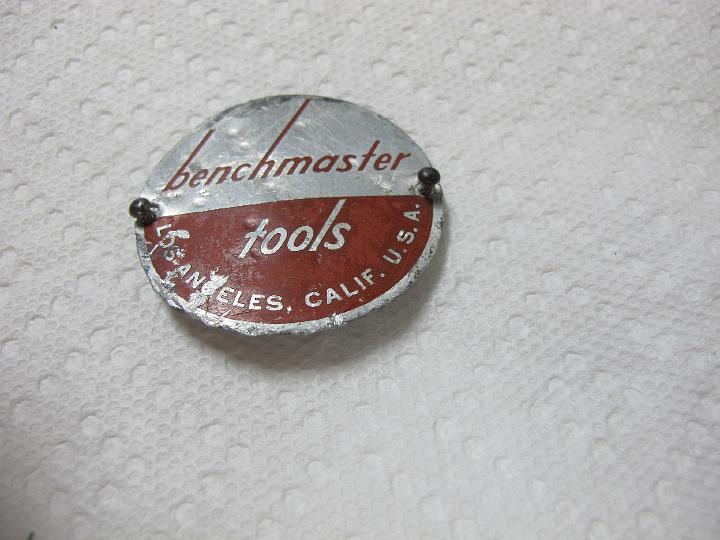 benchmaster
tools
LOS ANGELES, CALIF. U.S.A.